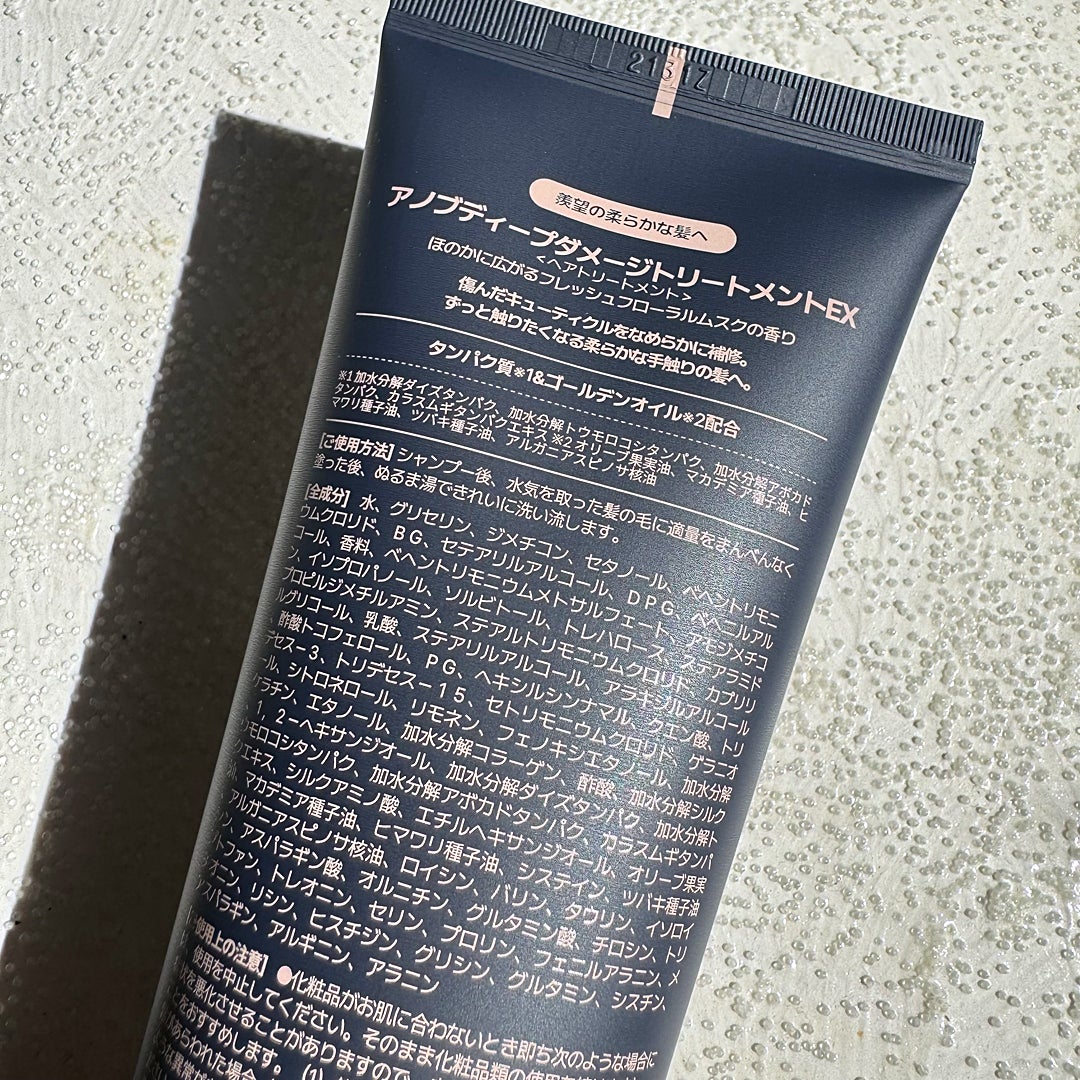 羨望の柔らかな髪へ
アノブディープダメージトリートメントEX
<ヘアトリートメント>
ほのかに広がるフレッシュフローラルムスクの香り
傷んだキューティクルをなめらかに補修。
ずっと触りたくなる柔らかな手触りの髪へ。
タンパク質※1&ゴールデンオイル※2配合
※1 加水分解ダイズタンパク、加水分解トウモロコシタンパク、加水分解アボカド
タンパク、カラスムギタンパクエキス ※2 オリーブ果実油、マカデミア種子油、ヒ
マワリ種子油、ツバキ種子油、アルガニアスピノサ核油
[ご使用方法] シャンプー後、水気を取った髪の毛に適量をまんべんなく
塗った後、ぬるま湯できれいに洗い流します。
[全成分] 水、グリセリン、ジメチコン、セタノール、ベヘントリモニ
ウムクロリド、BG、セテアリルアルコール、DPG、ベヘニルアル
コール、香料、ベヘントリモニウムメトサルフェート、アモジメチコ
ン、イソプロパノール、ソルビトール、トレハロース、ステアラミド
プロピルジメチルアミン、ステアルトリモニウムクロリド、カプリリ
ルグリコール、乳酸、ステアリルアルコール、アラキジルアルコール
、酢酸トコフェロール、PG、ヘキシルシンナマル、クエン酸、トリ
デセス−3、トリデセス−15、セトリモニウムクロリド、ゲラニオ
ール、シトロネロール、リモネン、フェノキシエタノール、加水分解
ケラチン、エタノール、加水分解コラーゲン、酢酸、加水分解シルク
1，2−ヘキサンジオール、加水分解ダイズタンパク、加水分解ト
ウモロコシタンパク、加水分解アボカドタンパク、カラスムギタンパ
クエキス、シルクアミノ酸、エチルヘキサンジオール、オリーブ果実
油、マカデミア種子油、ヒマワリ種子油、システイン、ツバキ種子油
アルガニアスピノサ核油、ロイシン、バリン、タウリン、イソロイ
、アスパラギン酸、オルニチン、グルタミン酸、チロシン、トリ
トファン、トレオニン、セリン、プロリン、フェニルアラニン、メ
オニン、リシン、ヒスチジン、グリシン、グルタミン、シスチン、
スパラギン、アルギニン、アラニン
使用上の注意] ●化粧品がお肌に合わないとき即ち次のような場合に
使用を中止してください。そのまま化粧品類の使用を
状を悪化させることがありますので
をおすすめします。(1)
があらわれた場合